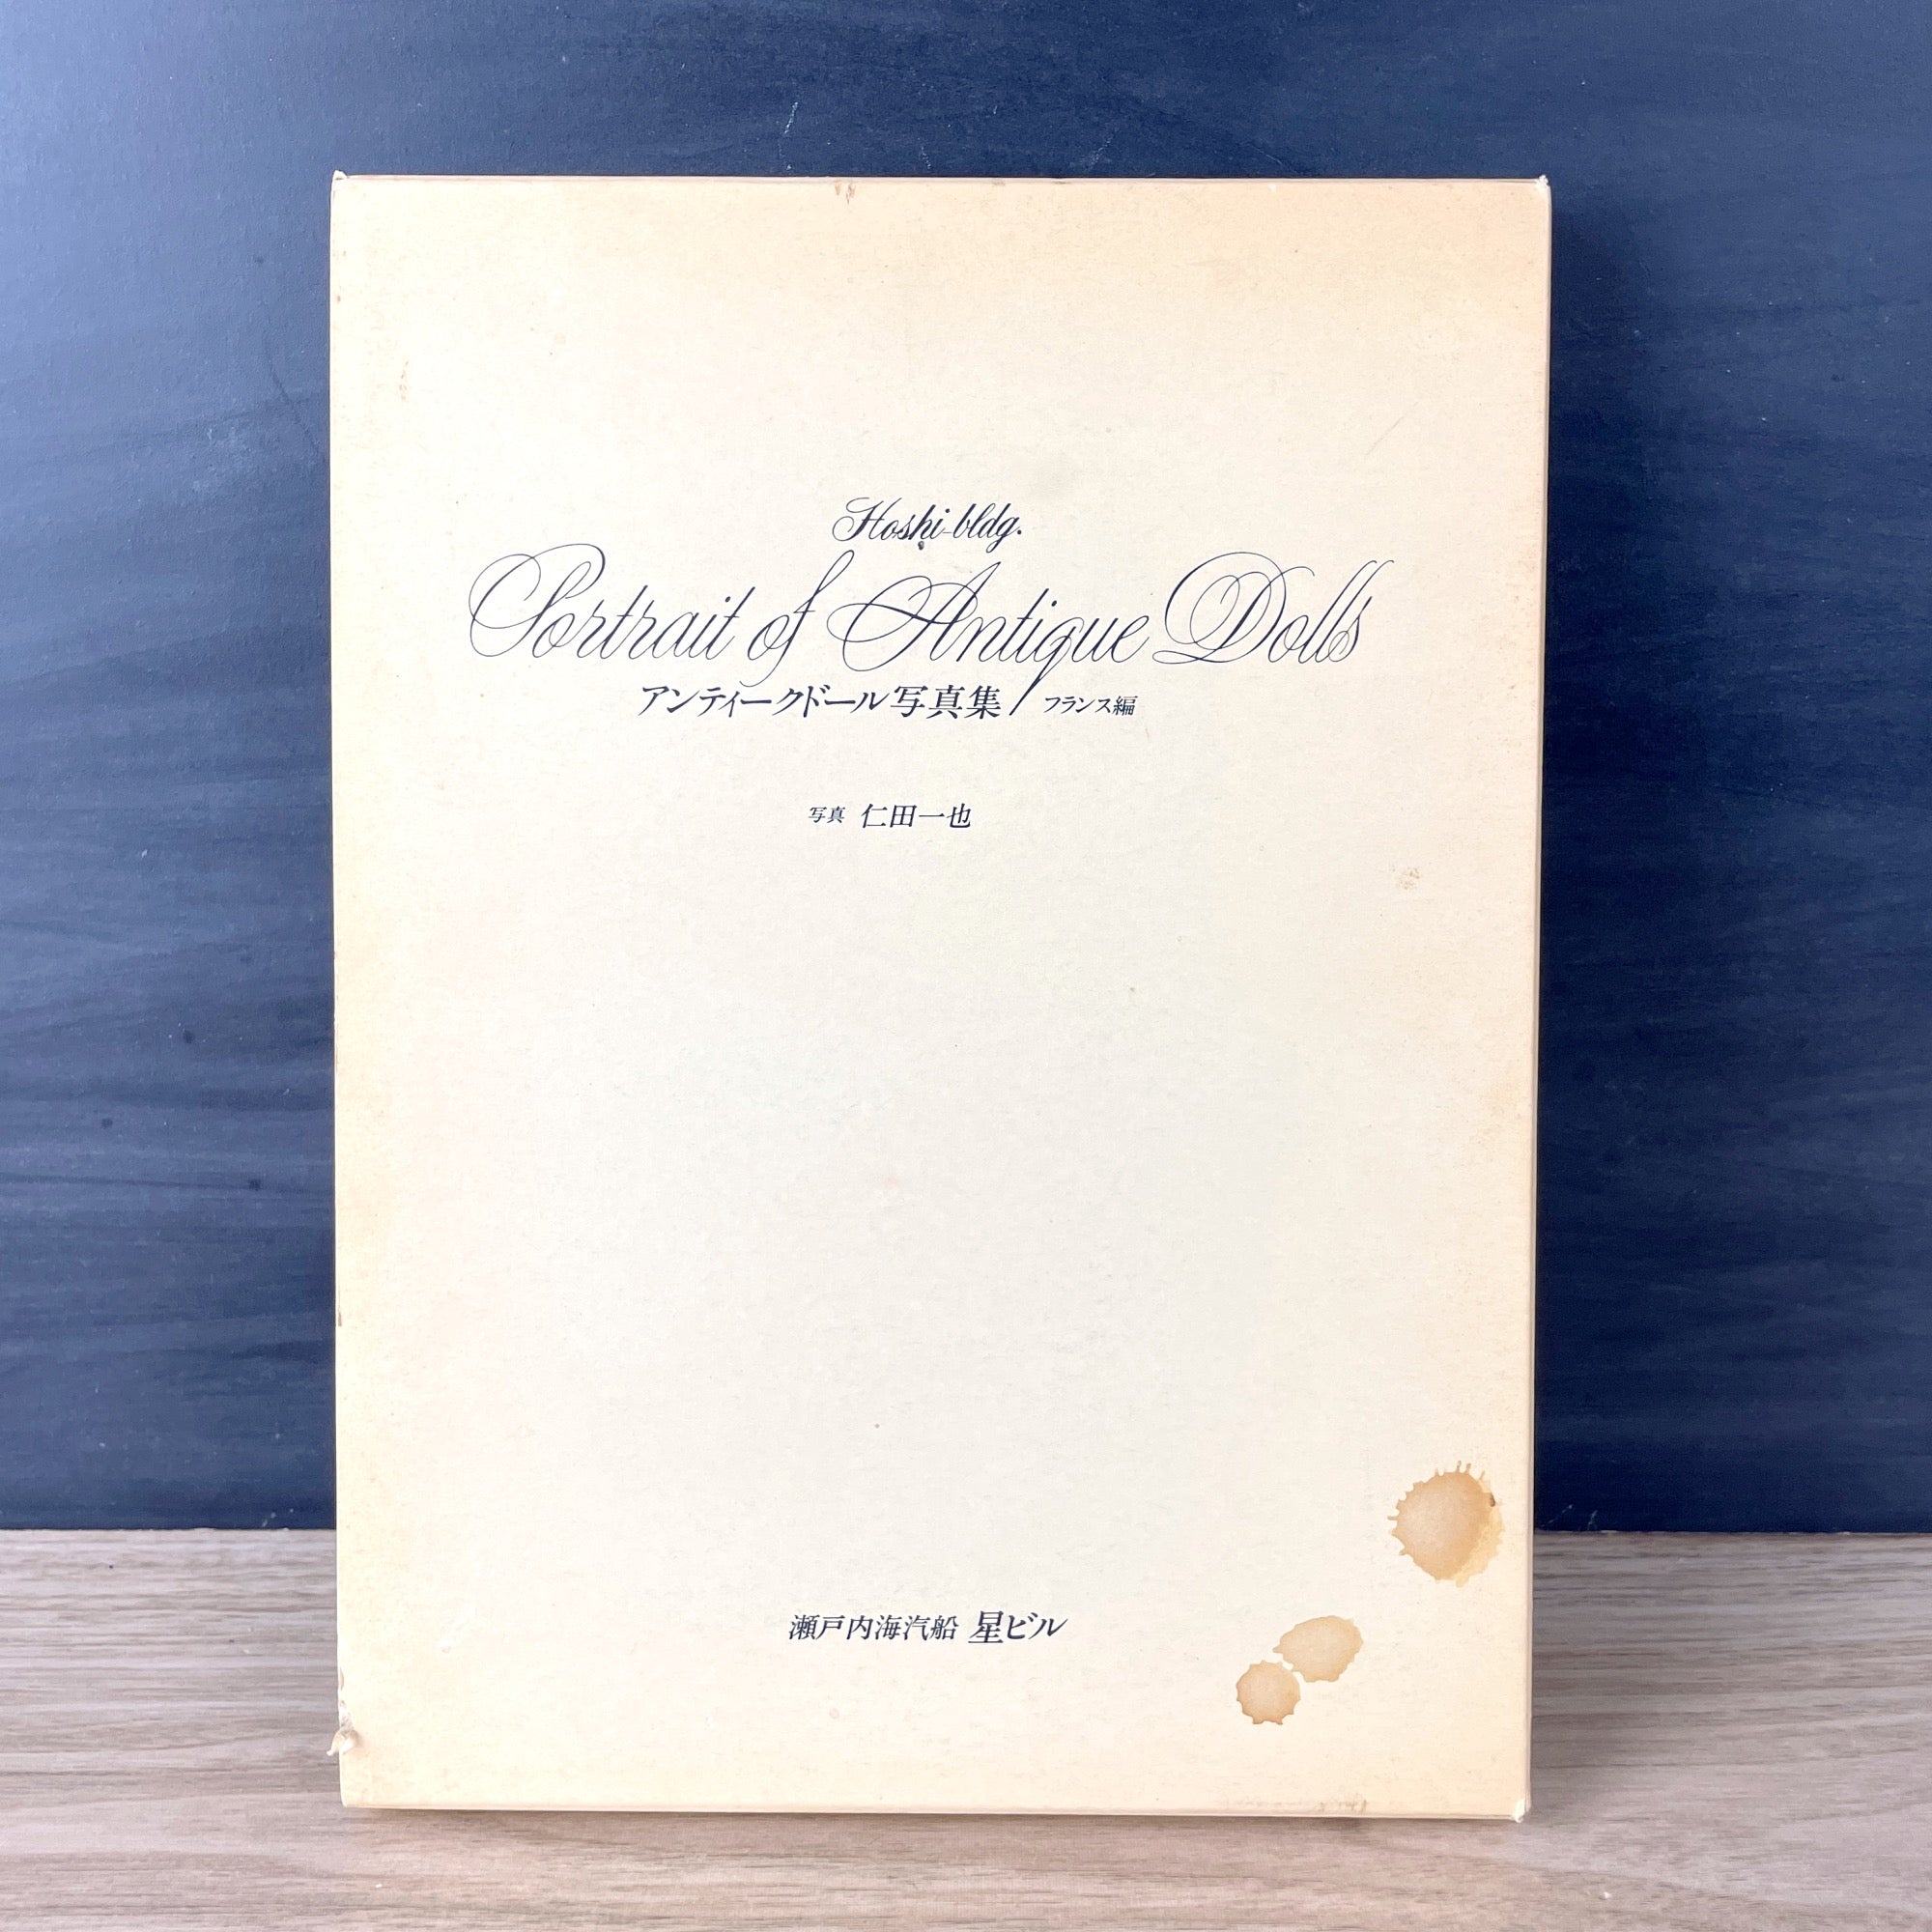 Hoshi-bldg.
Portrait of Antique Dolls
アンティークドール写真集/フランス編
写真 仁田一也
瀬戸内海汽船 星ビル